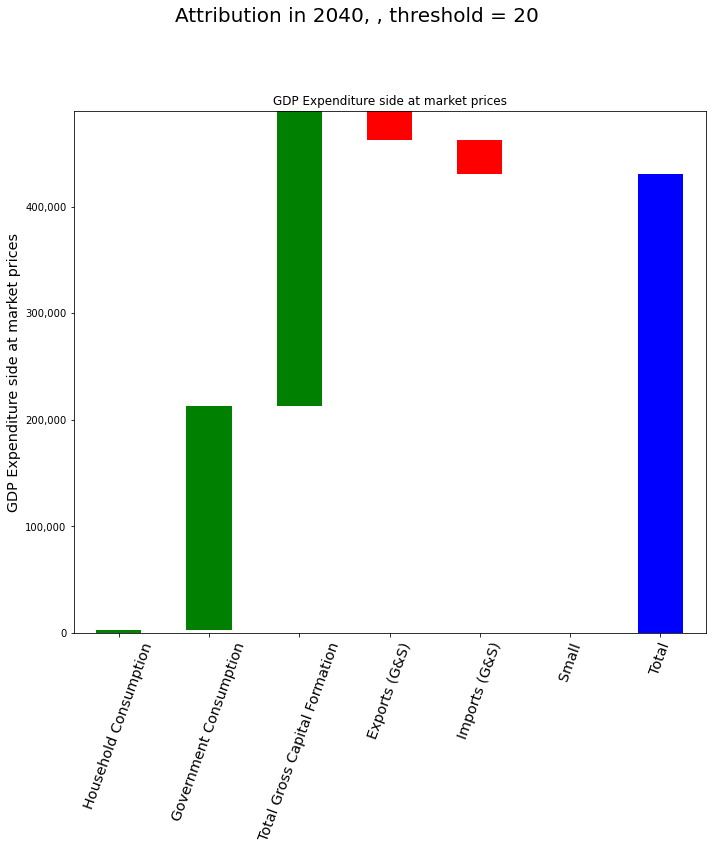 Attribution in 2040, , threshold = 20
GDP Expenditure side at market prices
GDP Expenditure side at market prices
400,000
300,000
200,000
100,000
0
Household Consumption
Government Consumption
Total Gross Capital Formation
Exports (G&S)
Imports (G&S)
Small
Total